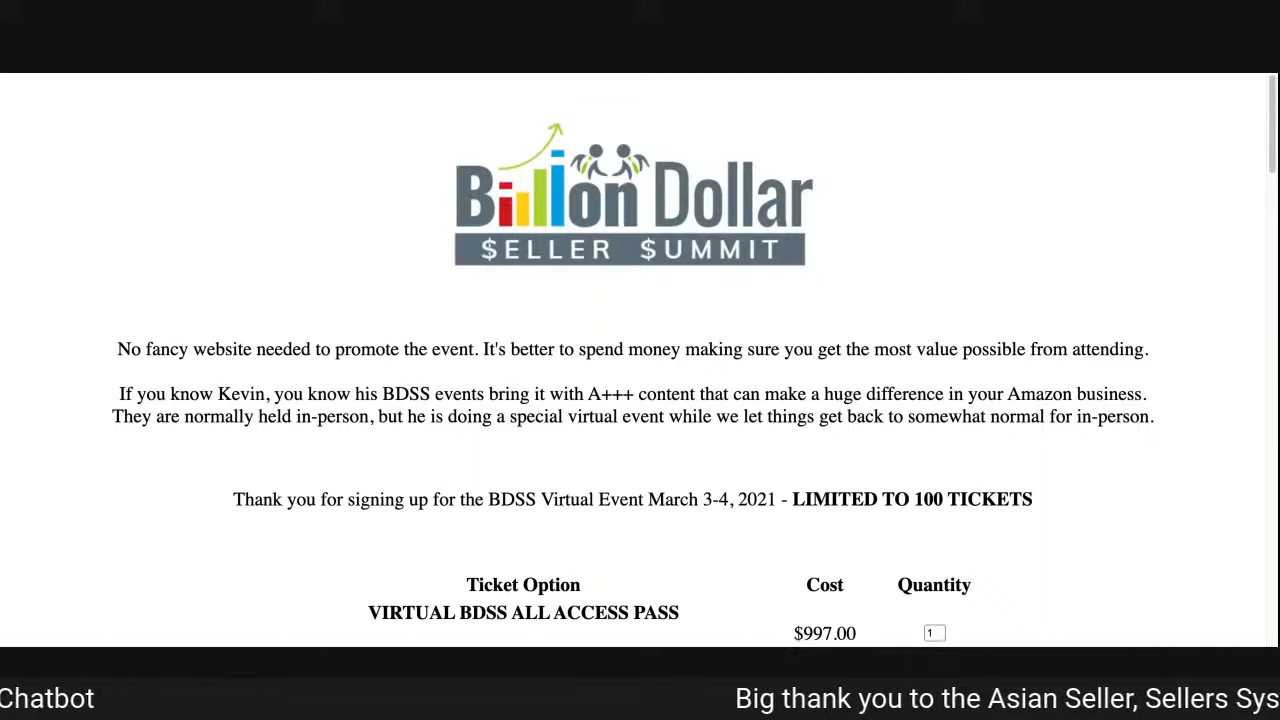 Billion Dollar
$ELLER $UMMIT
No fancy website needed to promote the event. It's better to spend money making sure you get the most value possible from attending.
If you know Kevin, you know his BDSS events bring it with A+++ content that can make a huge difference in your Amazon business.
They are normally held in-person, but he is doing a special virtual event while we let things get back to somewhat normal for in-person.
Thank you for signing up for the BDSS Virtual Event March 3-4, 2021 - LIMITED TO 100 TICKETS
Ticket Option Cost Quantity
VIRTUAL BDSS ALL ACCESS PASS
$997.00 1
Chatbot Big thank you to the Asian Seller, Sellers Sys